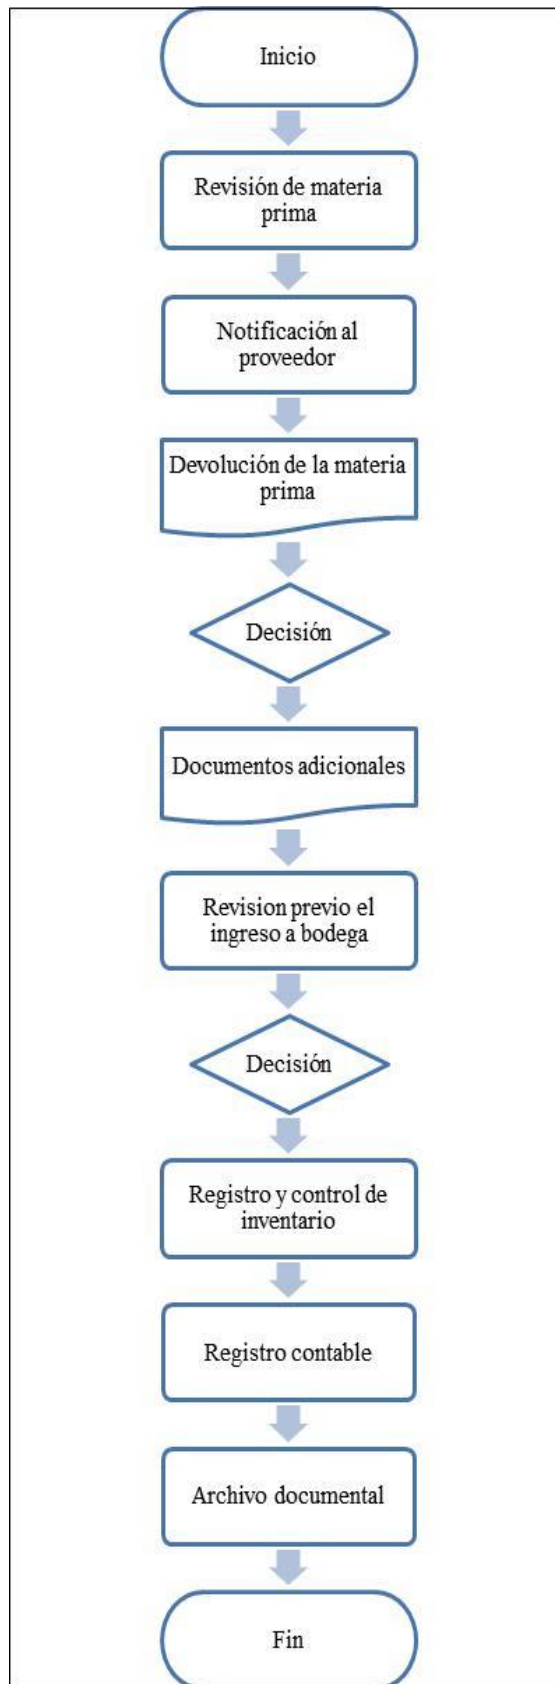 Inicio
Revisión de materia
prima
Notificación al
proveedor
Devolución de la materia
prima
Decisión
Documentos adicionales
Revision previo el
ingreso a bodega
Decisión
Registro y control de
inventario
Registro contable
Archivo documental
Fin